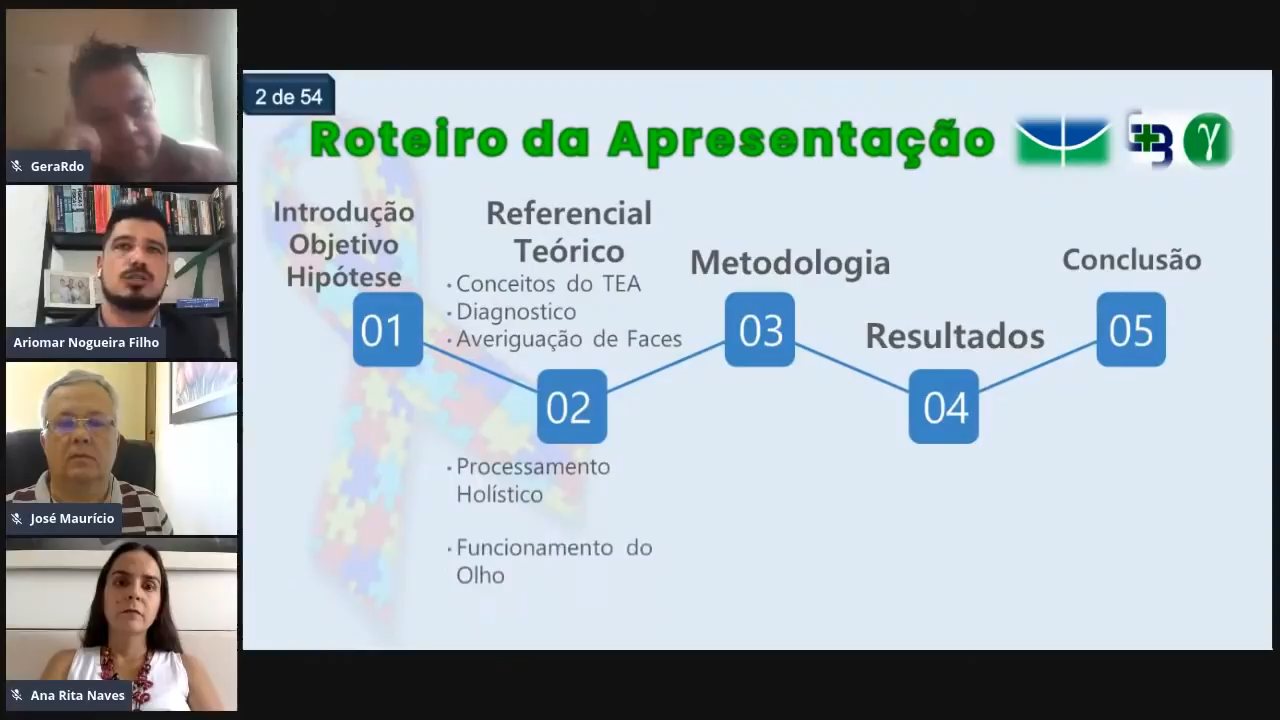 GeraRdo
Ariomar Nogueira Filho
José Maurício
Ana Rita Naves
2 de 54
Roteiro da Apresentação
Introdução
Objetivo
Hipótese
01
Referencial
Teórico
· Conceitos do TEA
· Diagnostico
· Averiguação de Faces
02
· Processamento
Holístico
· Funcionamento do
Olho
Metodologia
03
Resultados
04
Conclusão
05